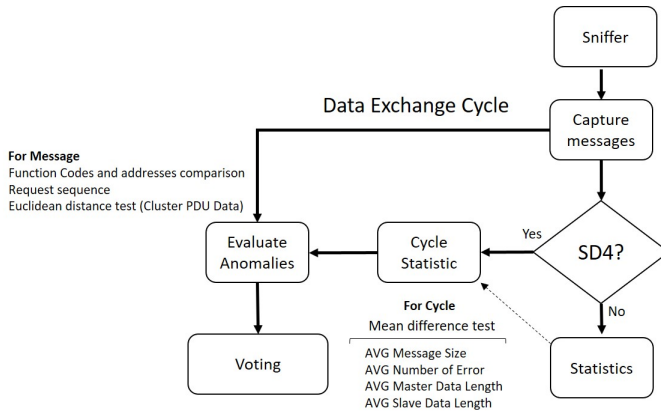 Sniffer
Data Exchange Cycle
Capture
messages
For Message
Function Codes and addresses comparison
Request sequence
Euclidean distance test (Cluster PDU Data)
Evaluate
Anomalies
Cycle
Statistic
Yes
SD4?
No
For Cycle
Mean difference test
AVG Message Size
AVG Number of Error
AVG Master Data Length
AVG Slave Data Length
Voting
Statistics